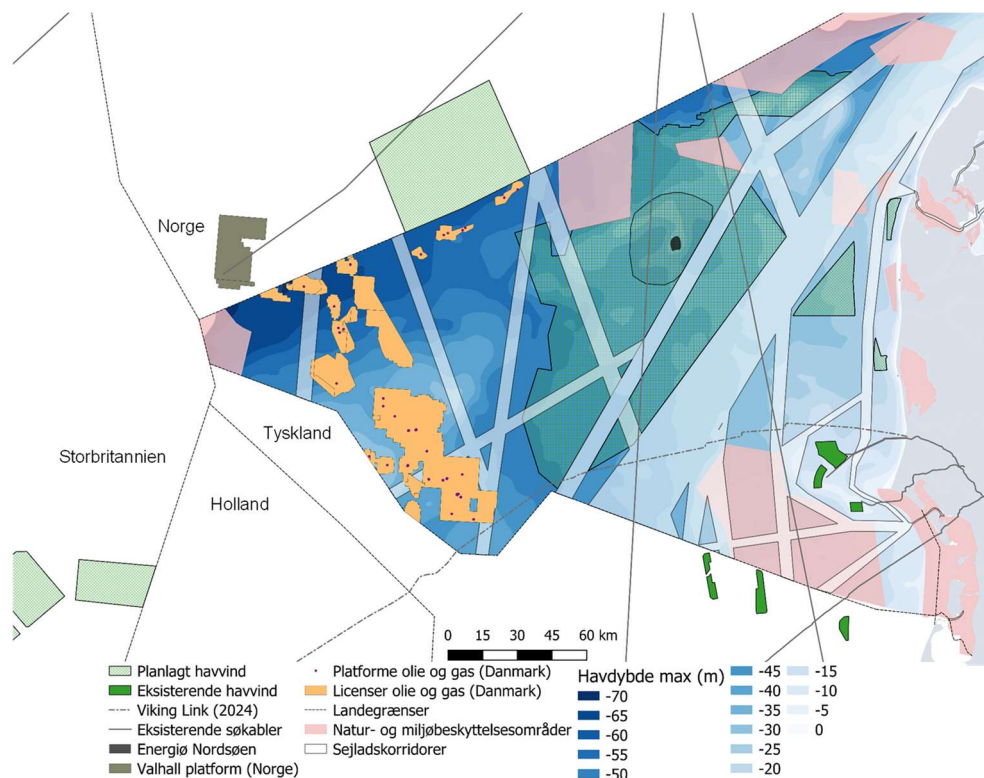 Norge
Tyskland
Storbritannien
Holland
0 15 30 45 60 km
Planlagt havvind
Eksisterende havvind
Viking Link (2024)
Eksisterende søkabler
Energiø Nordsøen
Valhall platform (Norge)
Platforme olie og gas (Danmark)
Licenser olie og gas (Danmark)
Landegrænser
Natur- og miljøbeskyttelsesområder
Sejladskorridorer
Havdybde max (m)
-70
-65
-60
-55
-50
-45
-40
-35
-30
-25
-20
-15
-10
-5
0